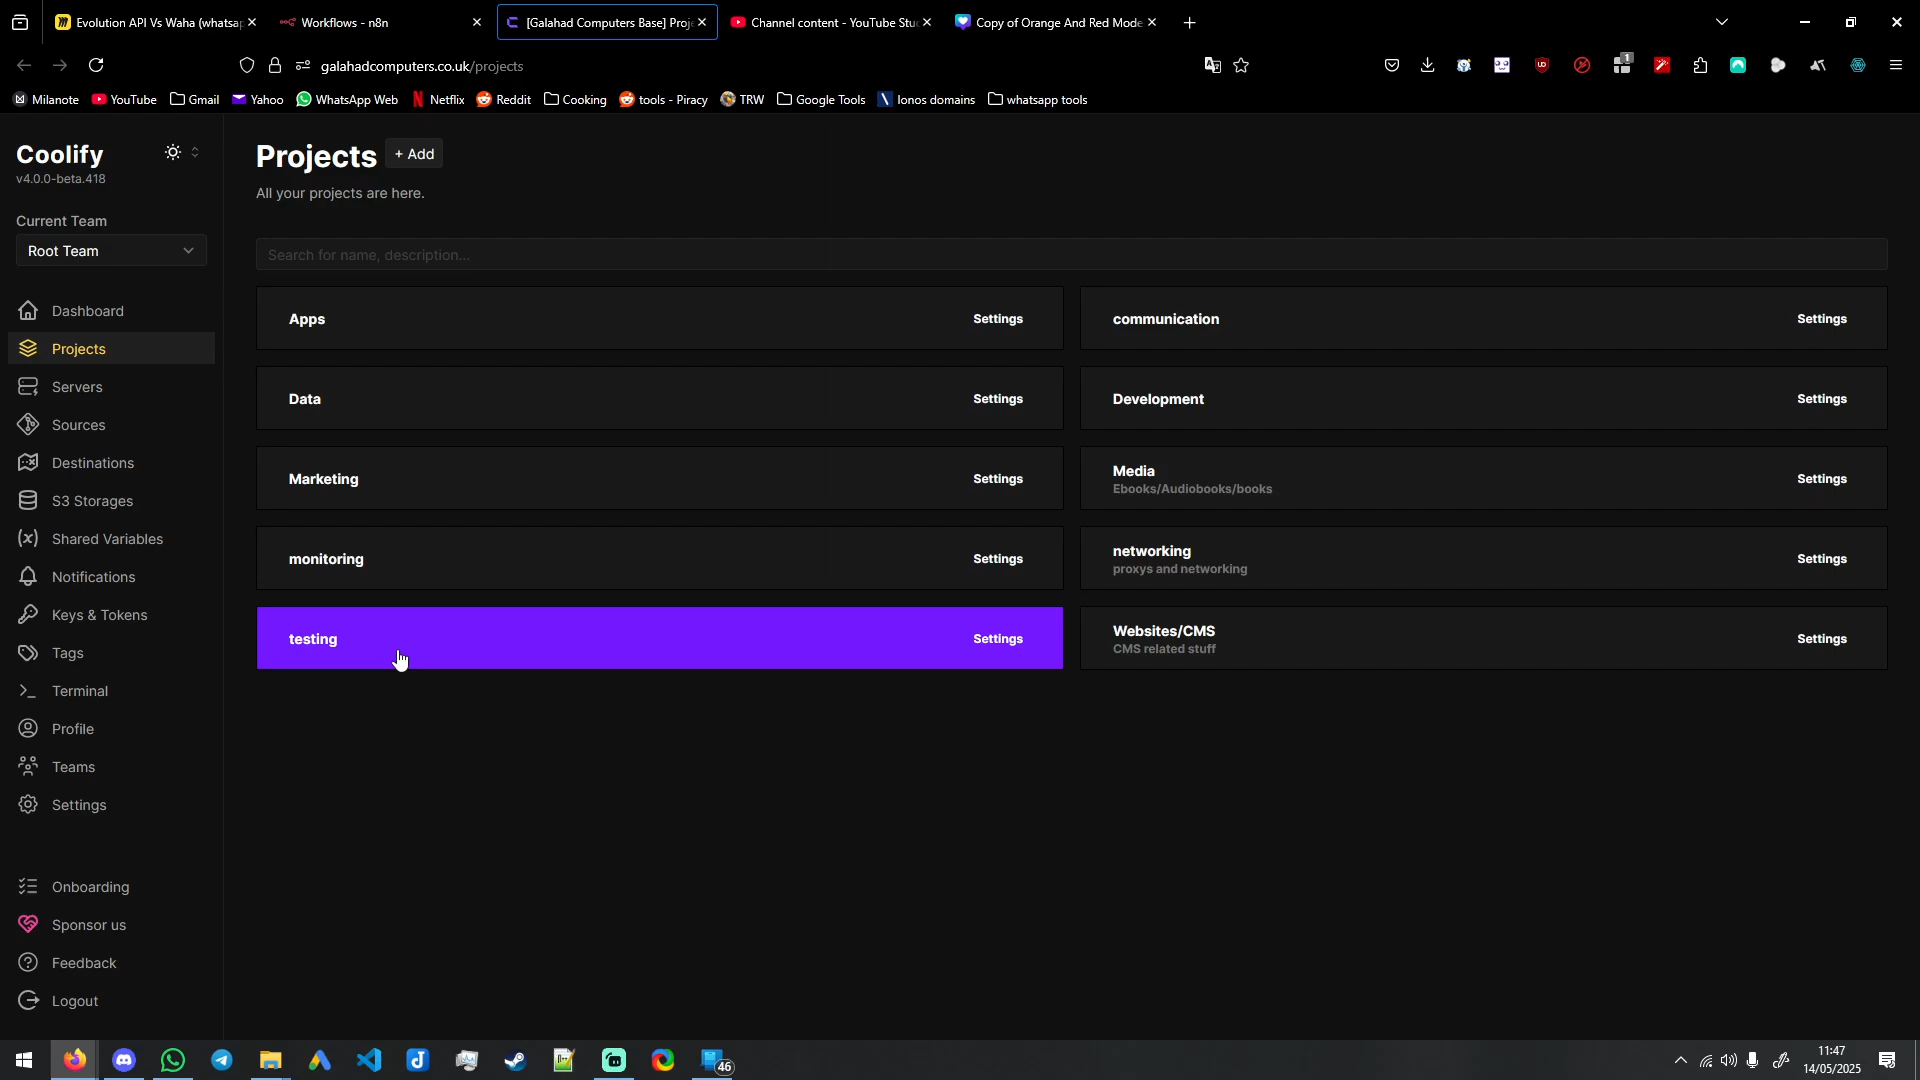 Evolution API Vs Waha (whatsap
Workflows - n8n
[Galahad Computers Base] Proj
Channel content - YouTube Stu
Copy of Orange And Red Mode
galahadcomputers.co.uk/projects
1
Milanote
YouTube
Gmail
Yahoo
WhatsApp Web
Netflix
Reddit
Cooking
tools - Piracy
TRW
Google Tools
Ionos domains
whatsapp tools
Coolify
v4.0.0-beta.418
Current Team
Root Team
Dashboard
Projects
Servers
Sources
Destinations
S3 Storages
Shared Variables
Notifications
Keys & Tokens
Tags
Terminal
Profile
Teams
Settings
Onboarding
Sponsor us
Feedback
Logout
Projects
+ Add
All your projects are here.
Search for name, description...
Apps
Settings
communication
Settings
Data
Settings
Development
Settings
Marketing
Settings
Media
Ebooks/Audiobooks/books
Settings
monitoring
Settings
networking
proxys and networking
Settings
testing
Settings
Websites/CMS
CMS related stuff
Settings
46
11:47
14/05/2025